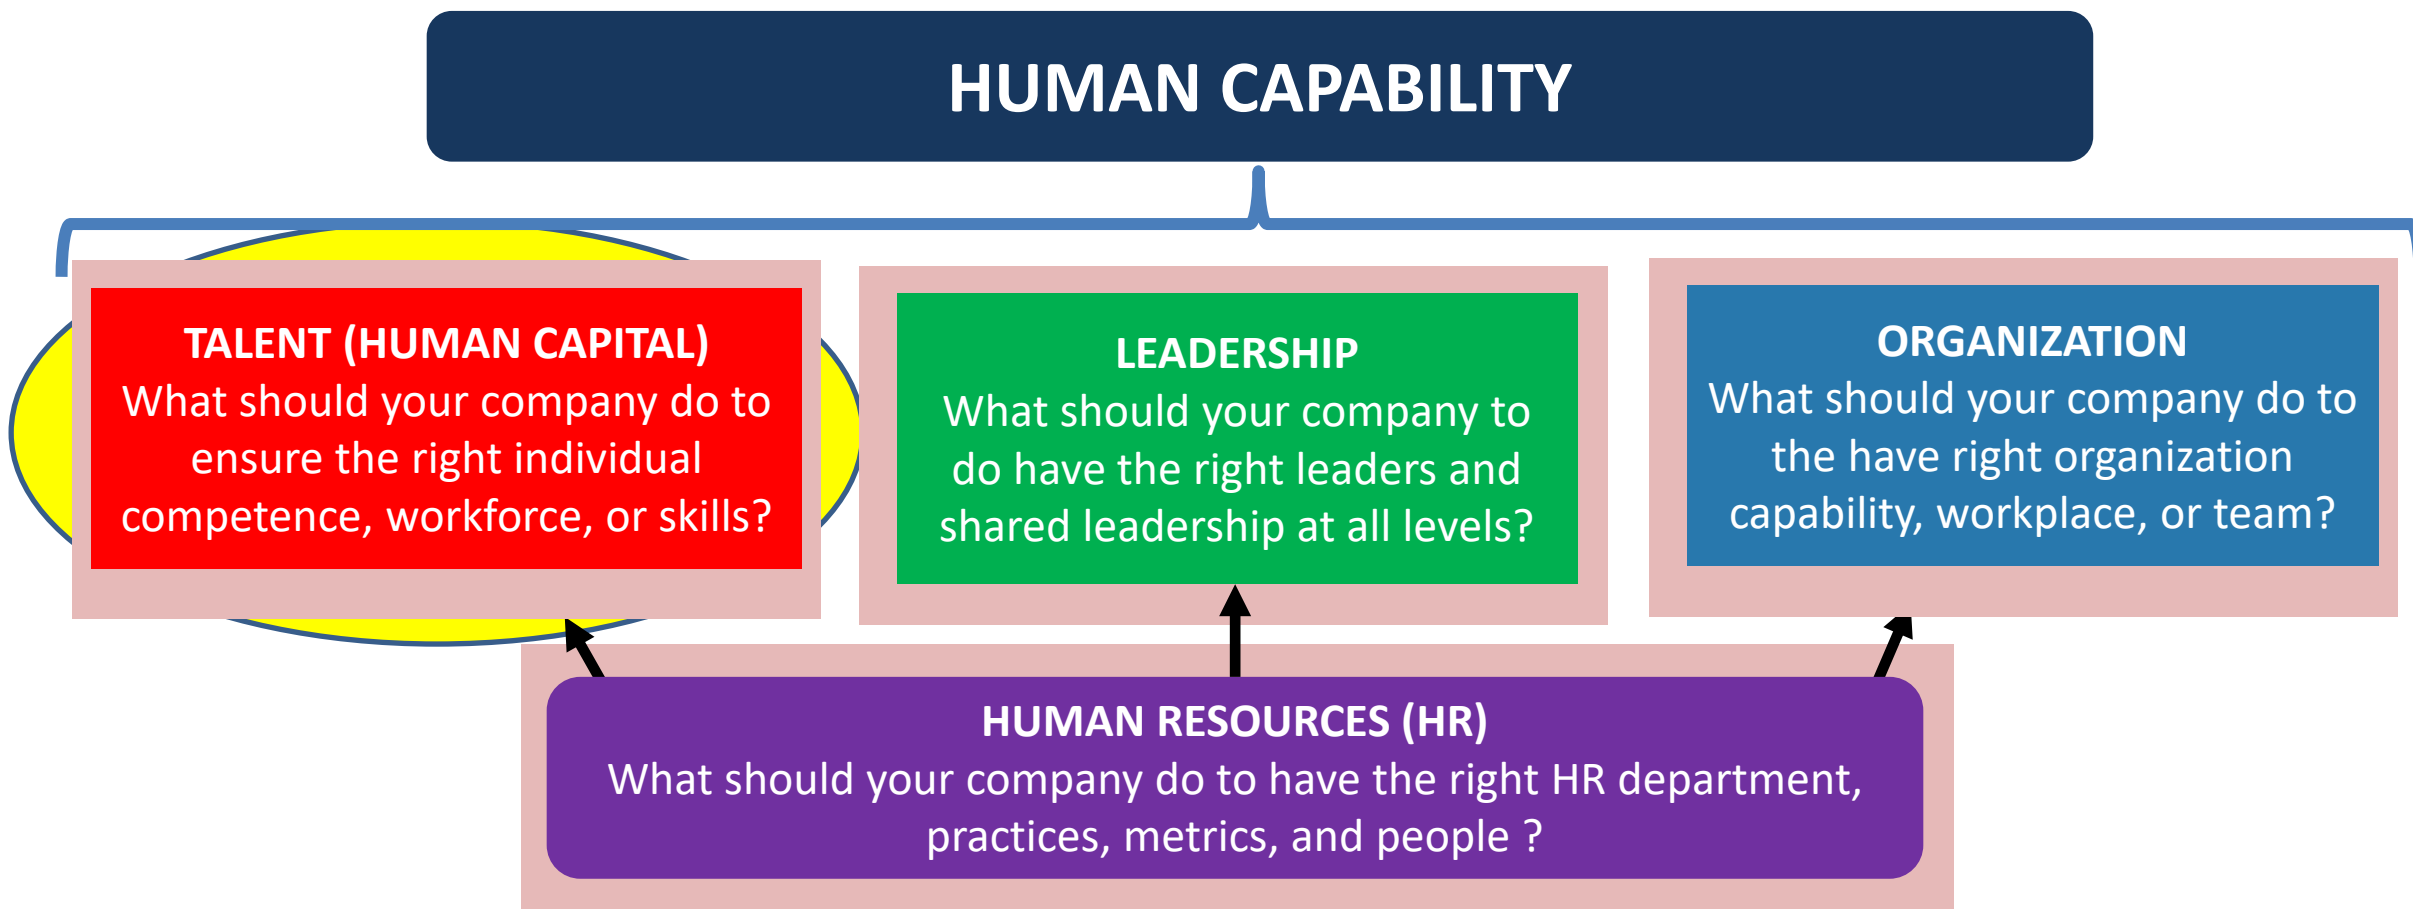 HUMAN CAPABILITY
TALENT (HUMAN CAPITAL)
What should your company do to
ensure the right individual
competence, workforce, or skills?
LEADERSHIP
What should your company to
do have the right leaders and
shared leadership at all levels?
ORGANIZATION
What should your company do to
the have right organization
capability, workplace, or team?
HUMAN RESOURCES (HR)
What should your company do to have the right HR department,
practices, metrics, and people ?